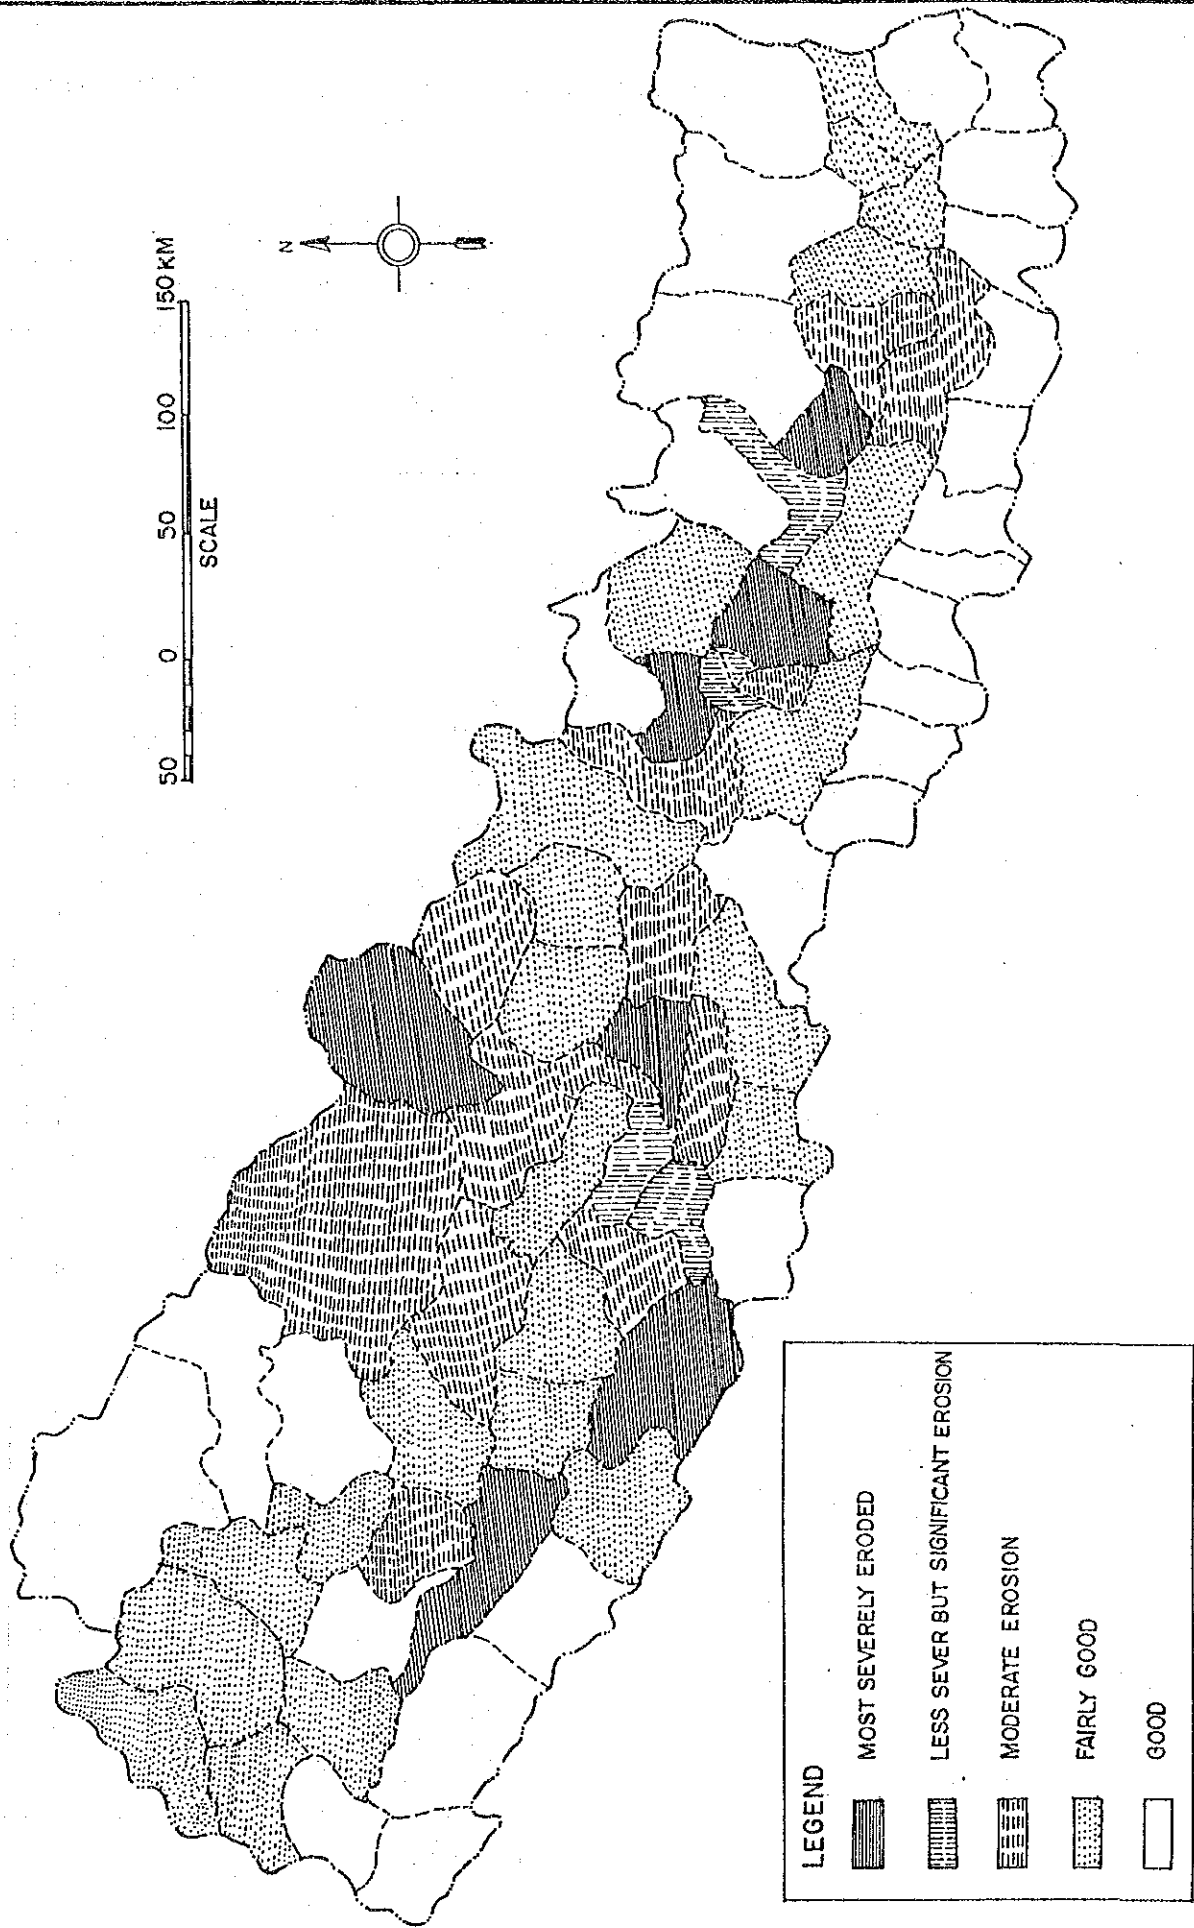 N
50 0 50 100 150 KM
SCALE
LEGEND
MOST SEVERELY ERODED
LESS SEVER BUT SIGNIFICANT EROSION
MODERATE EROSION
FAIRLY GOOD
GOOD